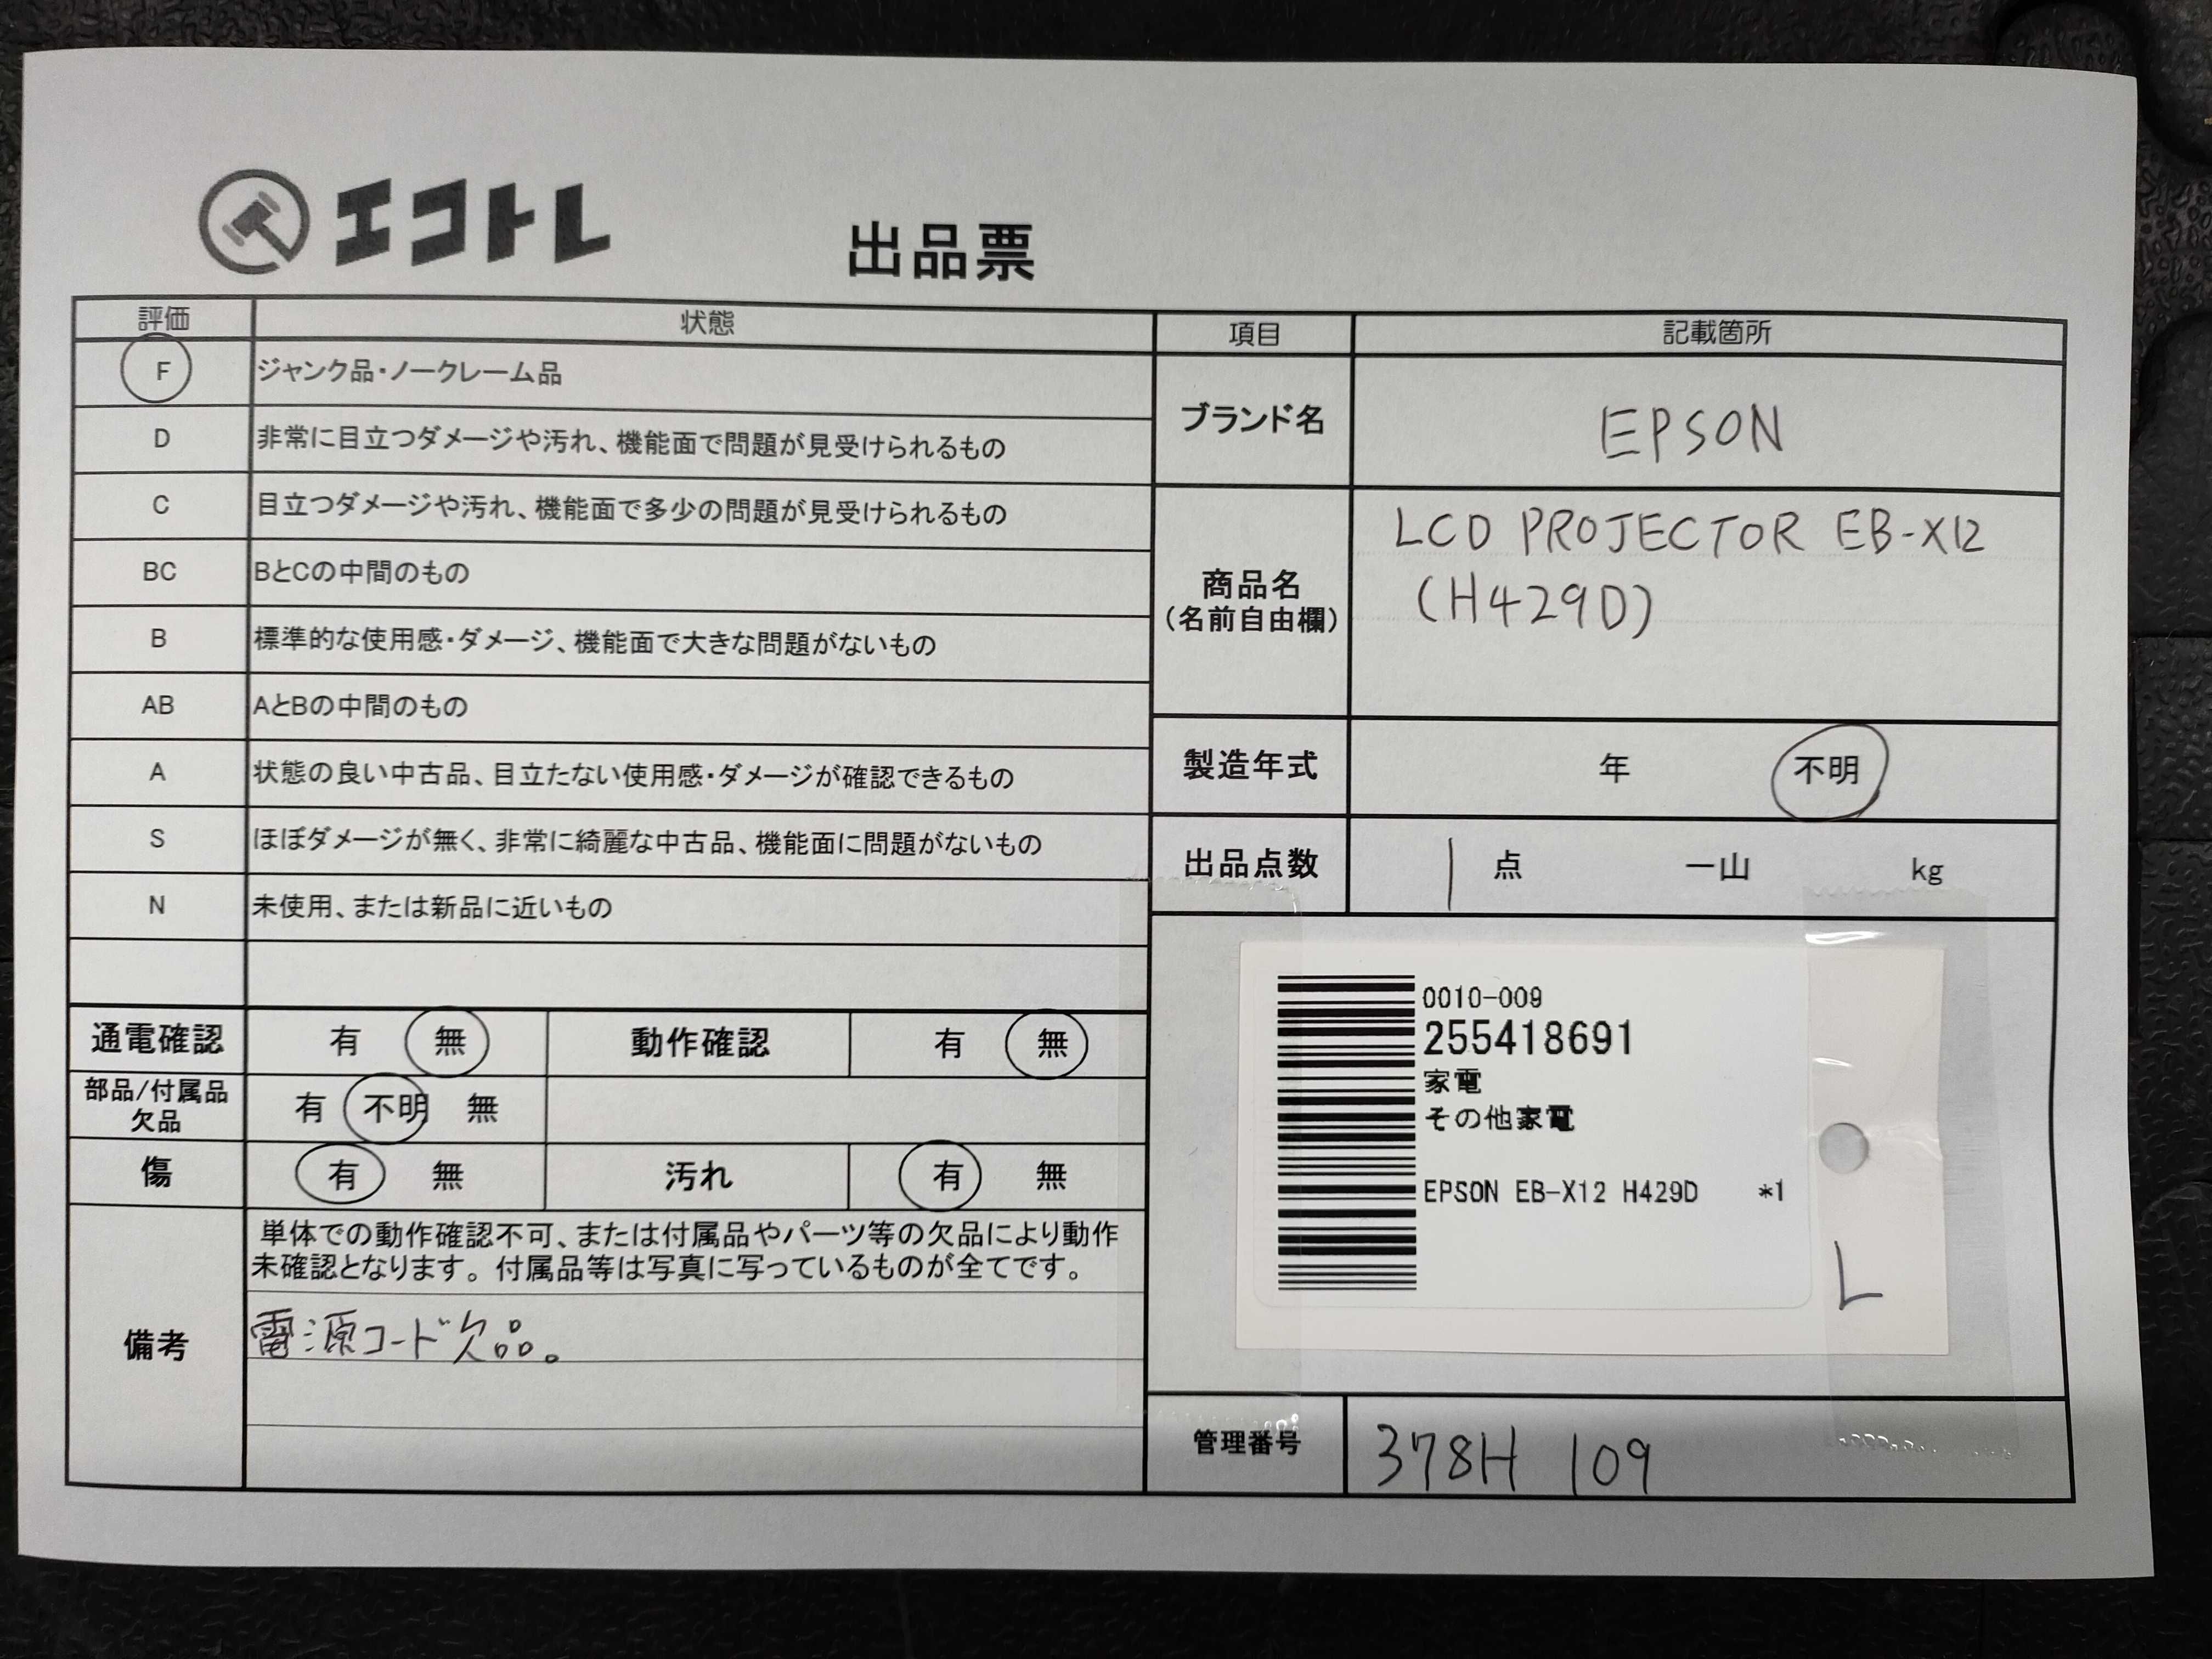 エコトレ
出品票
評価 状態
F ジャンク品・ノークレーム品
D 非常に目立つダメージや汚れ、機能面で問題が見受けられるもの
C 目立つダメージや汚れ、機能面で多少の問題が見受けられるもの
BC BとCの中間のもの
B 標準的な使用感・ダメージ、機能面で大きな問題がないもの
AB AとBの中間のもの
A 状態の良い中古品、目立たない使用感・ダメージが確認できるもの
S ほぼダメージが無く、非常に綺麗な中古品、機能面に問題がないもの
N 未使用、または新品に近いもの
通電確認 有 無 動作確認 有 無
部品/付属品
欠品 有 不明 無
傷 有 無 汚れ 有 無
備考
単体での動作確認不可、または付属品やパーツ等の欠品により動作
未確認となります。付属品等は写真に写っているものが全てです。
電源コード欠品。
項目 記載箇所
ブランド名 EPSON
商品名
(名前自由欄)
LCD PROJECTOR EB-X12
(H429D)
製造年式 年 不明
出品点数 1 点 一山 kg
0010-009
255418691
家電
その他家電
EPSON EB-X12 H429D *1
L
管理番号 378H 109